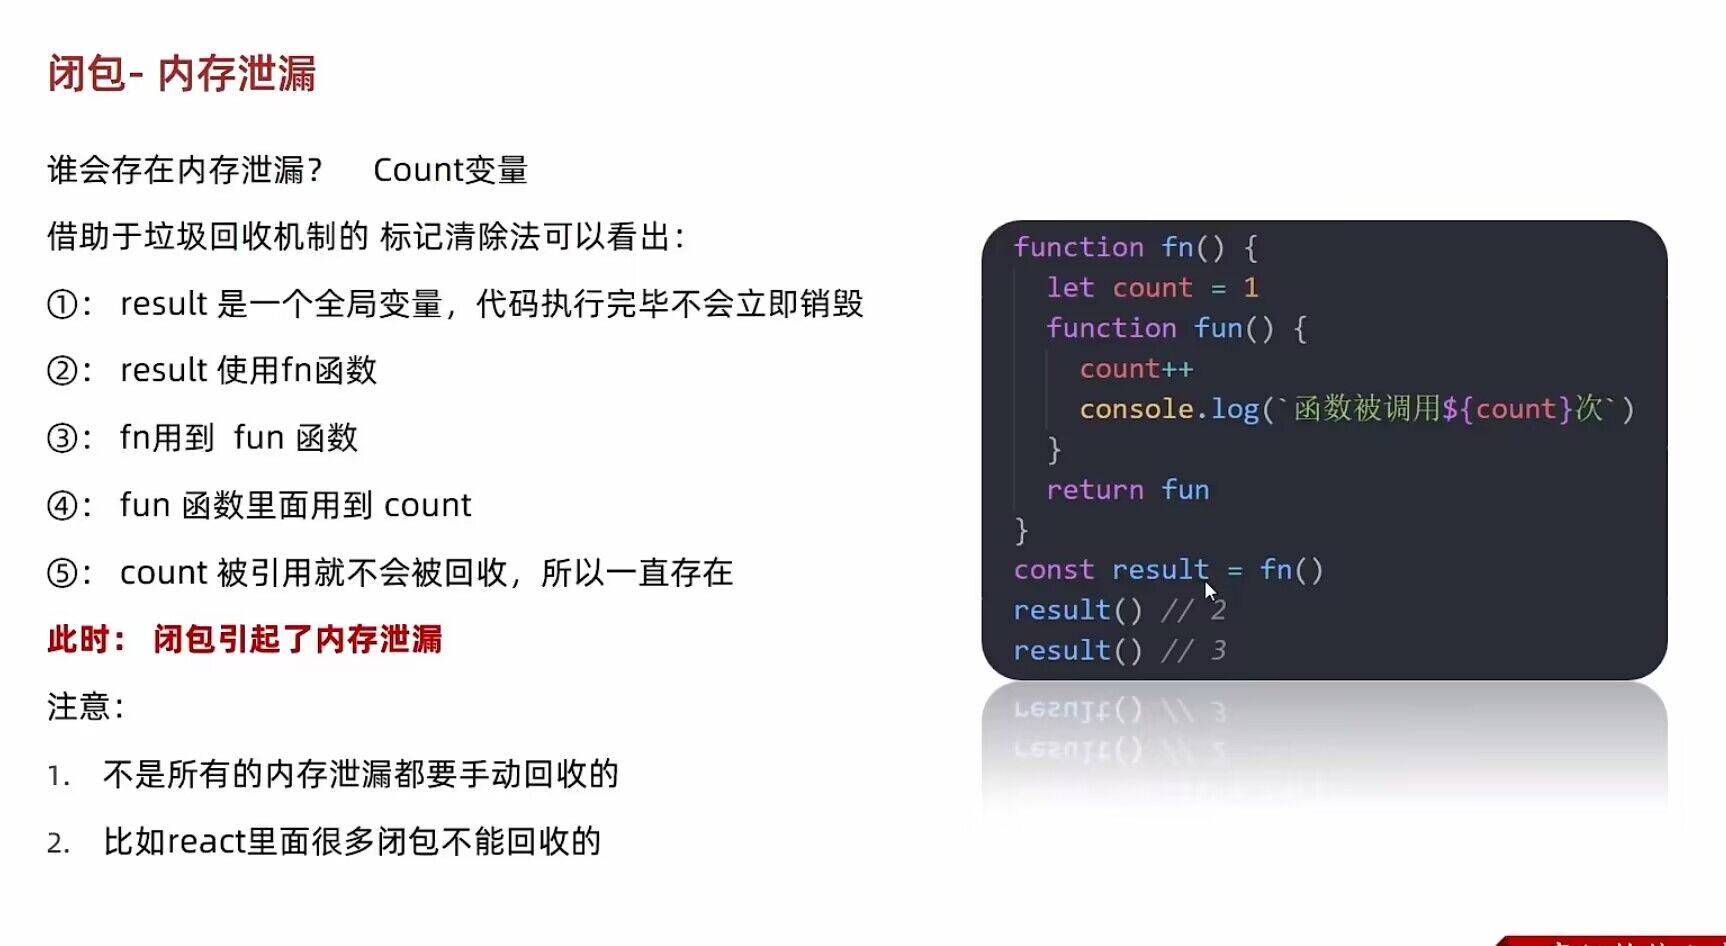 闭包- 内存泄漏
谁会存在内存泄漏？ Count变量
借助于垃圾回收机制的 标记清除法可以看出：
①： result 是一个全局变量，代码执行完毕不会立即销毁
②： result 使用fn函数
③： fn用到 fun 函数
④： fun 函数里面用到 count
⑤： count 被引用就不会被回收，所以一直存在
此时： 闭包引起了内存泄漏
注意：
1. 不是所有的内存泄漏都要手动回收的
2. 比如react里面很多闭包不能回收的
function fn() {
let count = 1
function fun() {
count++
console.log(`函数被调用${count}次`)
}
return fun
}
const result = fn()
result() // 2
result() // 3